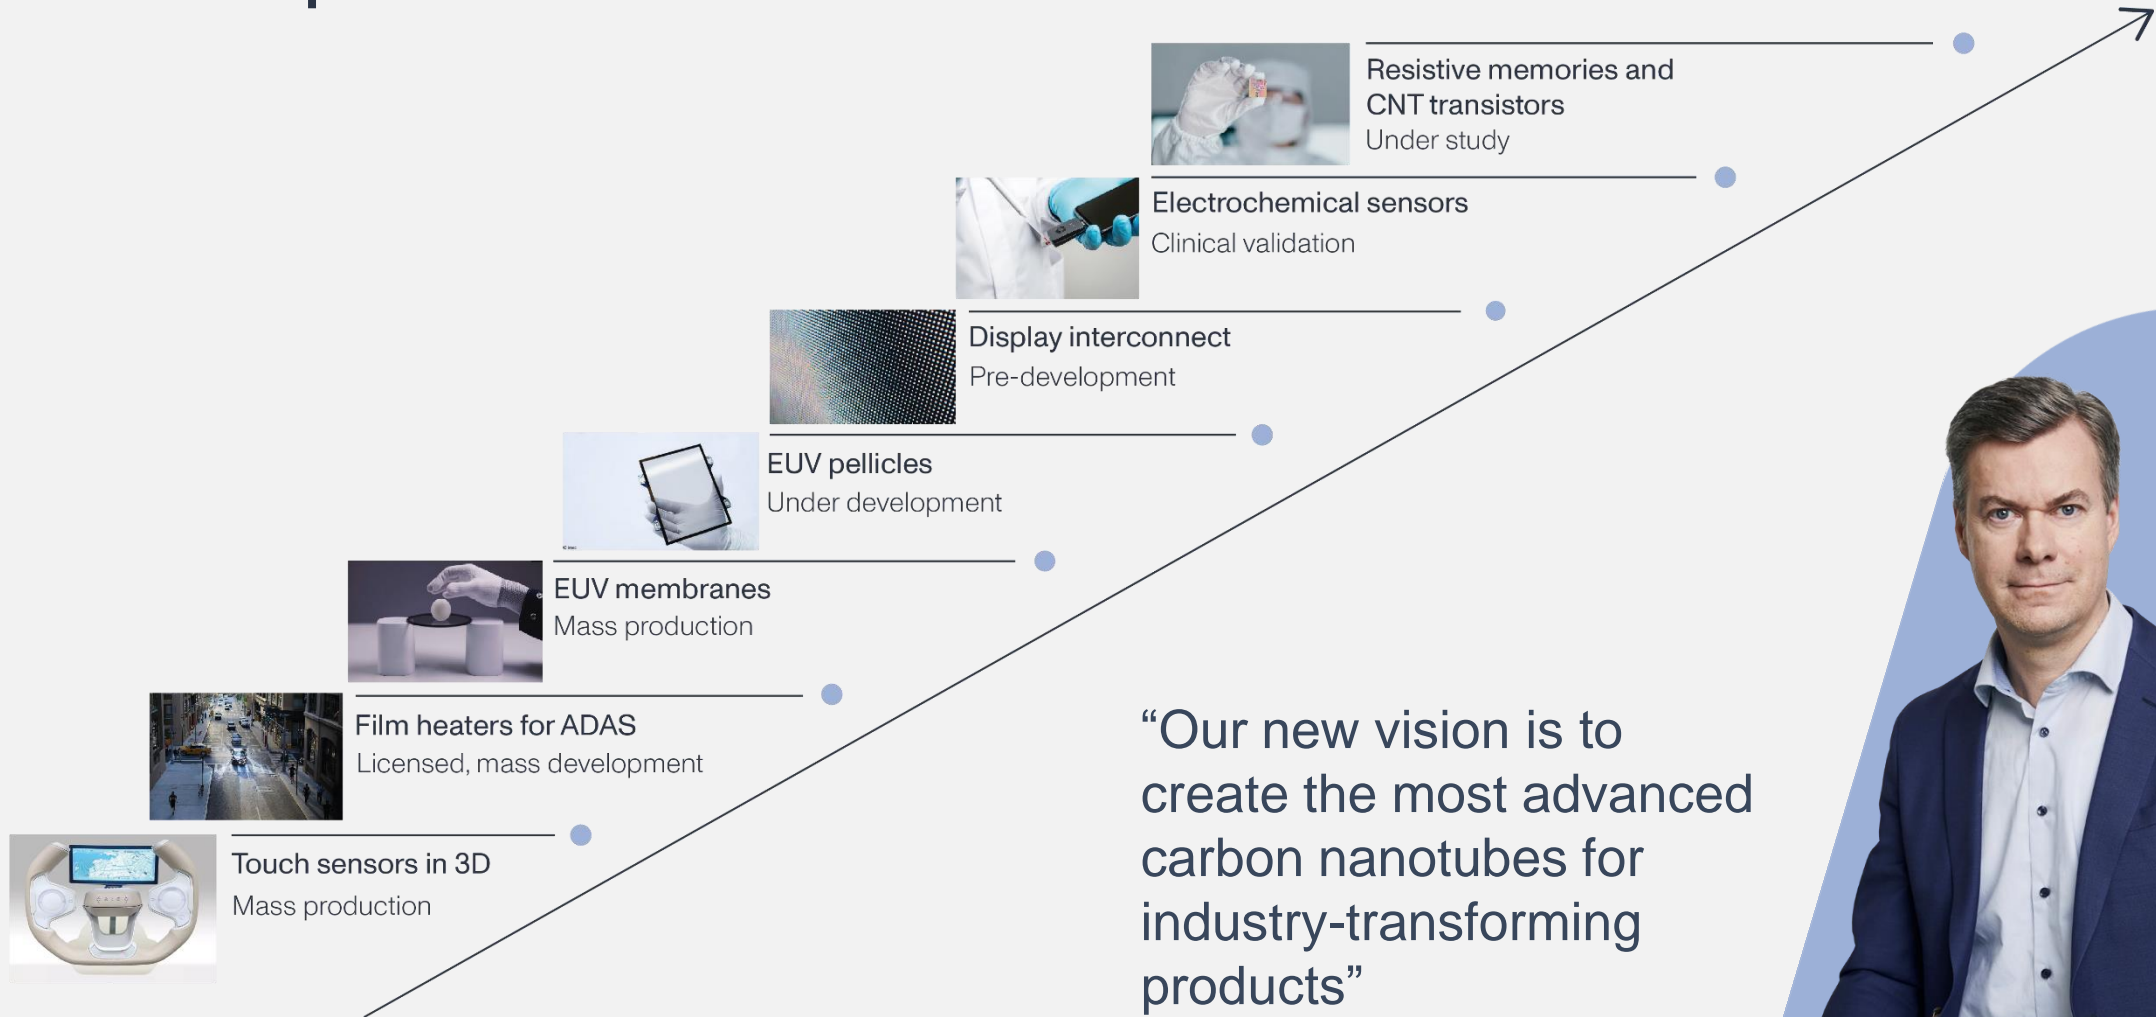 Resistive memories and
CNT transistors
Under study
Electrochemical sensors
Clinical validation
Display interconnect
Pre-development
EUV pellicles
Under development
EUV membranes
Mass production
Film heaters for ADAS
Licensed, mass development
Touch sensors in 3D
Mass production
“Our new vision is to
create the most advanced
carbon nanotubes for
industry-transforming
products”